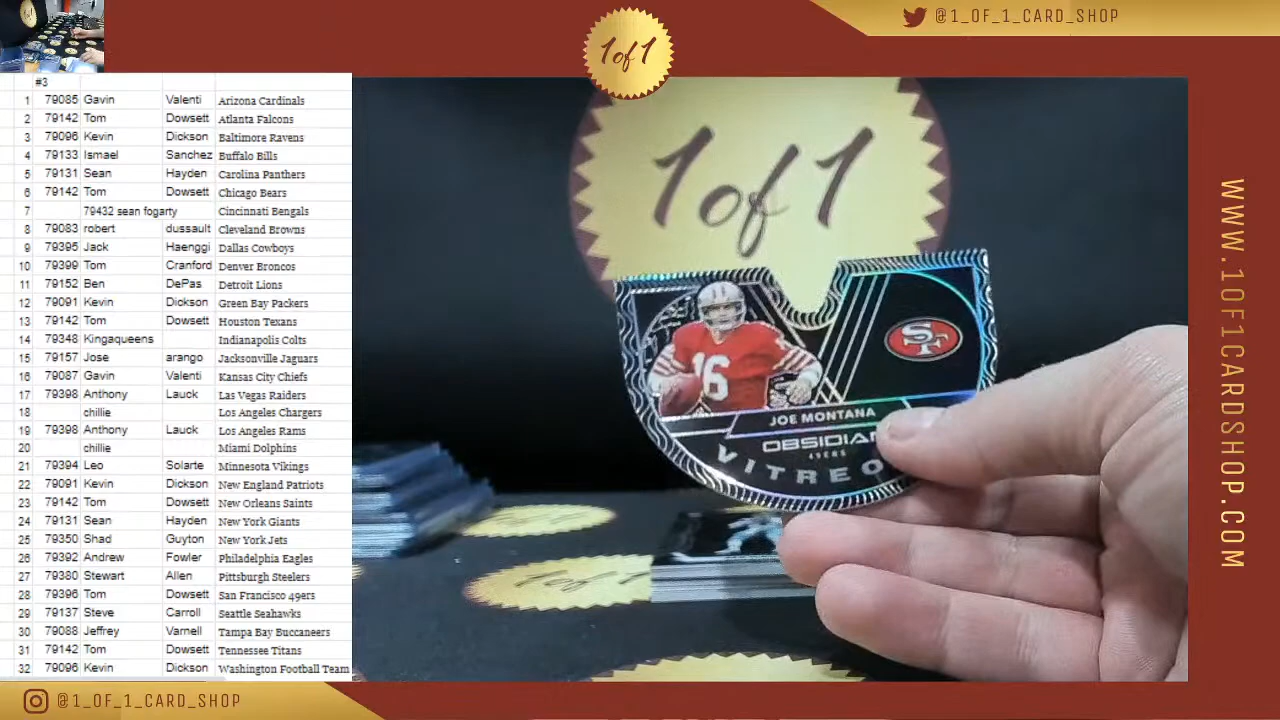 @1_OF_1_CARD_SHOP
1of1
#3
1 79085 Gavin Valenti Arizona Cardinals
2 79142 Tom Dowsett Atlanta Falcons
3 79096 Kevin Dickson Baltimore Ravens
4 79133 Ismael Sanchez Buffalo Bills
5 79131 Sean Hayden Carolina Panthers
6 79142 Tom Dowsett Chicago Bears
7 79432 sean fogarty Cincinnati Bengals
8 79083 robert dussault Cleveland Browns
9 79395 Jack Haenggi Dallas Cowboys
10 79399 Tom Cranford Denver Broncos
11 79152 Ben DePas Detroit Lions
12 79091 Kevin Dickson Green Bay Packers
13 79142 Tom Dowsett Houston Texans
14 79348 Kingaqueens Indianapolis Colts
15 79157 Jose arango Jacksonville Jaguars
16 79087 Gavin Valenti Kansas City Chiefs
17 79398 Anthony Lauck Las Vegas Raiders
18 chillie Los Angeles Chargers
19 79398 Anthony Lauck Los Angeles Rams
20 chillie Miami Dolphins
21 79394 Leo Solarte Minnesota Vikings
22 79091 Kevin Dickson New England Patriots
23 79142 Tom Dowsett New Orleans Saints
24 79131 Sean Hayden New York Giants
25 79350 Shad Guyton New York Jets
26 79392 Andrew Fowler Philadelphia Eagles
27 79380 Stewart Allen Pittsburgh Steelers
28 79396 Tom Dowsett San Francisco 49ers
29 79137 Steve Carroll Seattle Seahawks
30 79088 Jeffrey Varnell Tampa Bay Buccaneers
31 79142 Tom Dowsett Tennessee Titans
32 79096 Kevin Dickson Washington Football Team
1of1
16
SF
JOE MONTANA
OBSIDIAN
49ERS
VITREO
1of1
WWW.1OF1CARDSHOP.COM
@1_OF_1_CARD_SHOP